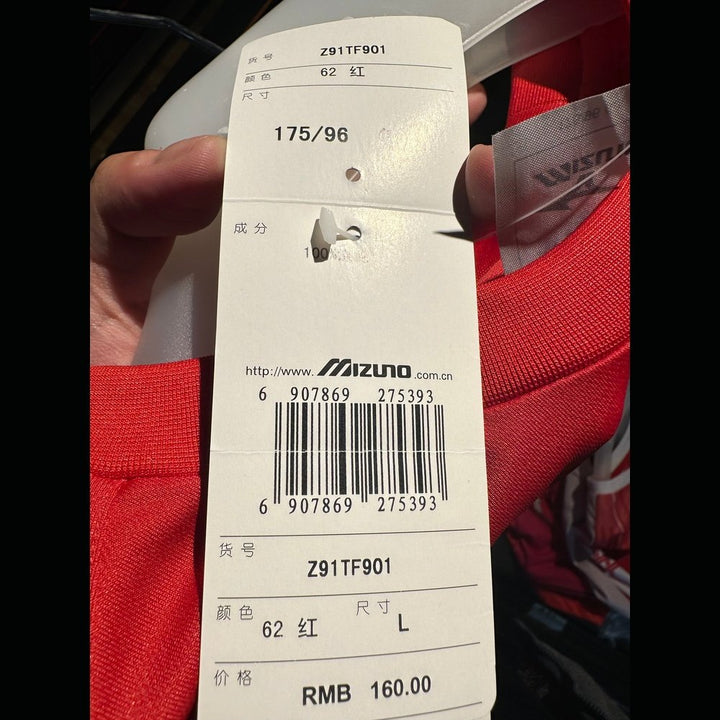 货号 Z91TF901
颜色 62 红
尺寸
175/96
成分
100%
http://www.MIZUNO.com.cn
6 907869 275393
6 907869 275393
货号
Z91TF901
颜色 62 红 尺寸 L
价格
RMB 160.00